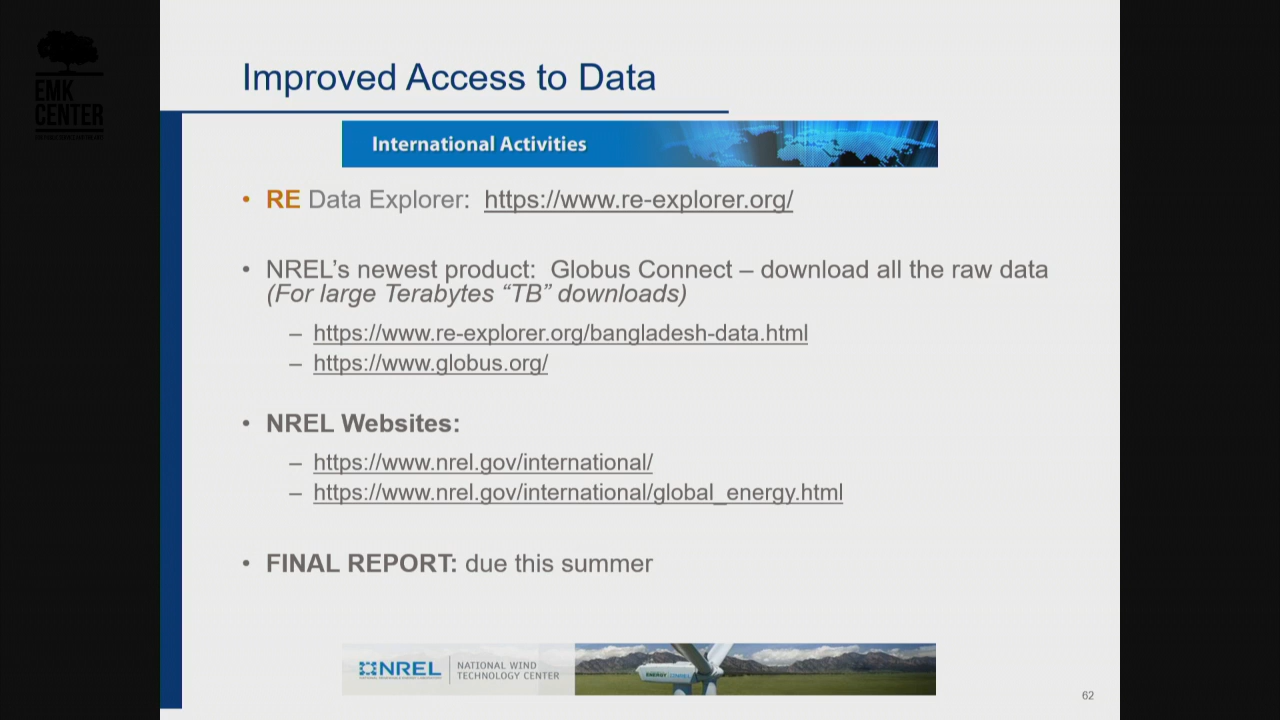 EMK
CENTER
Improved Access to Data
International Activities
• RE Data Explorer: https://www.re-explorer.org/
• NREL’s newest product: Globus Connect – download all the raw data
(For large Terabytes “TB” downloads)
– https://www.re-explorer.org/bangladesh-data.html
– https://www.globus.org/
• NREL Websites:
– https://www.nrel.gov/international/
– https://www.nrel.gov/international/global_energy.html
• FINAL REPORT: due this summer
NREL
NATIONAL WIND
TECHNOLOGY CENTER
62